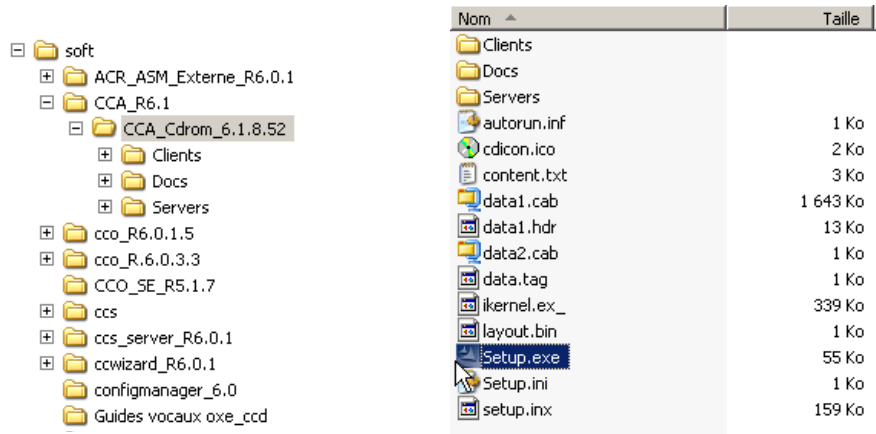 soft
ACR_ASM_Externe_R6.0.1
CCA_R6.1
CCA_Cdrom_6.1.8.52
Clients
Docs
Servers
cco_R6.0.1.5
cco_R.6.0.3.3
CCO_SE_R5.1.7
ccs
ccs_server_R6.0.1
ccwizard_R6.0.1
configmanager_6.0
Guides vocaux oxe_ccd
Nom Taille
Clients
Docs
Servers
autorun.inf 1 Ko
cdicon.ico 2 Ko
content.txt 3 Ko
data1.cab 1 643 Ko
data1.hdr 13 Ko
data2.cab 1 Ko
data.tag 1 Ko
ikernel.ex_ 339 Ko
layout.bin 1 Ko
Setup.exe 55 Ko
Setup.ini 1 Ko
setup.inx 159 Ko